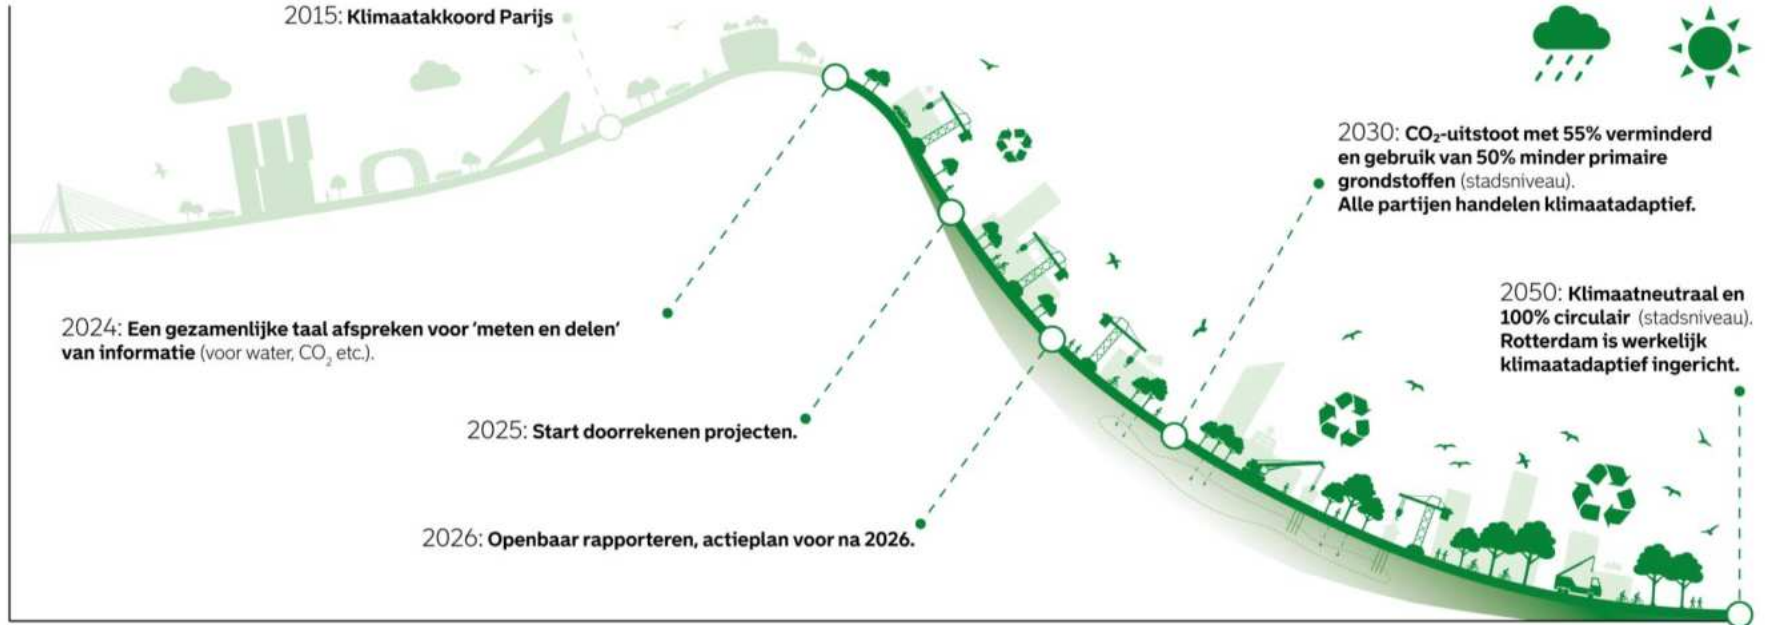 2015: Klimaatakkoord Parijs
2024: Een gezamenlijke taal afspreken voor ‘meten en delen’
van informatie (voor water, CO₂ etc.).
2025: Start doorrekenen projecten.
2026: Openbaar rapporteren, actieplan voor na 2026.
2030: CO₂-uitstoot met 55% verminderd
en gebruik van 50% minder primaire
grondstoffen (stadsniveau).
Alle partijen handelen klimaatadaptief.
2050: Klimaatneutraal en
100% circulair (stadsniveau).
Rotterdam is werkelijk
klimaatadaptief ingericht.